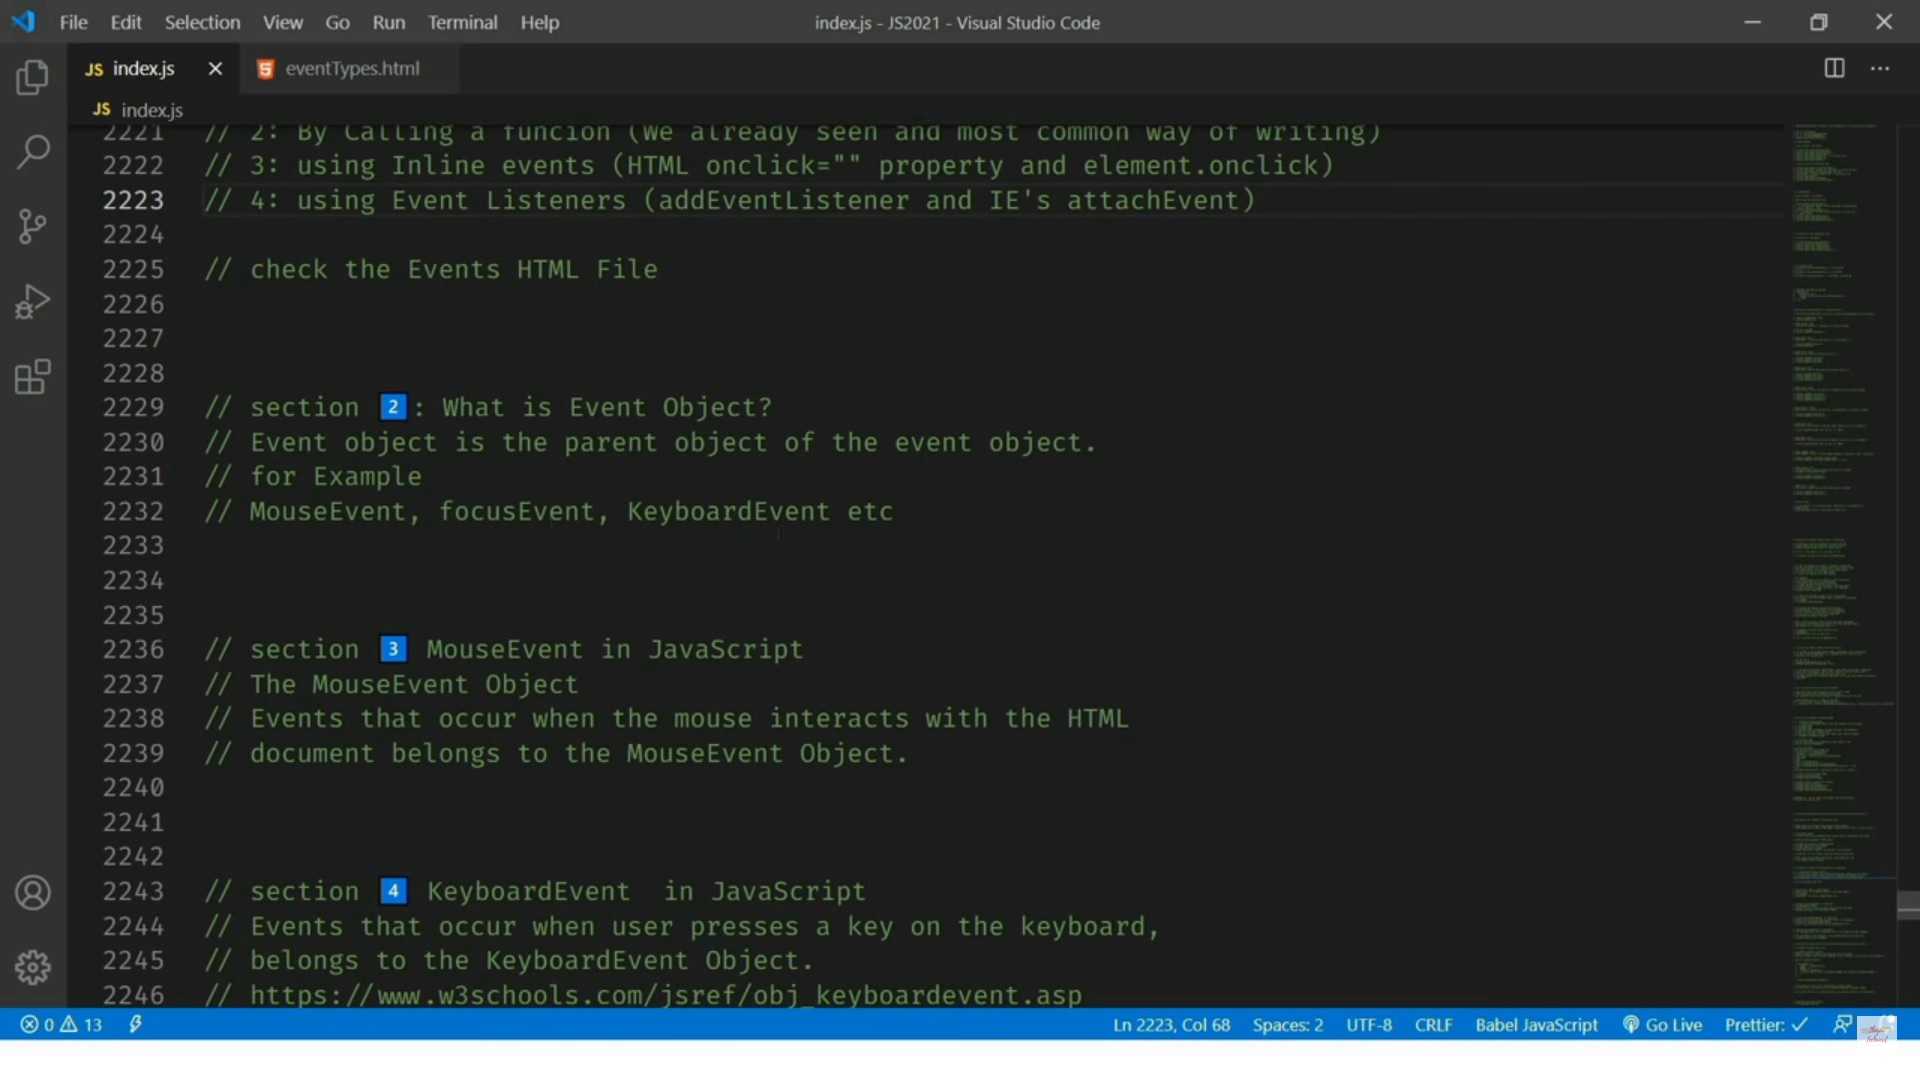 File Edit Selection View Go Run Terminal Help index.js - JS2021 - Visual Studio Code
JS index.js eventTypes.html
JS index.js
2221 // 2: By Calling a funcion (We already seen and most common way of writing)
2222 // 3: using Inline events (HTML onclick="" property and element.onclick)
2223 // 4: using Event Listeners (addEventListener and IE's attachEvent)
2224
2225 // check the Events HTML File
2226
2227
2228
2229 // section 2 : What is Event Object?
2230 // Event object is the parent object of the event object.
2231 // for Example
2232 // MouseEvent, focusEvent, KeyboardEvent etc
2233
2234
2235
2236 // section 3 MouseEvent in JavaScript
2237 // The MouseEvent Object
2238 // Events that occur when the mouse interacts with the HTML
2239 // document belongs to the MouseEvent Object.
2240
2241
2242
2243 // section 4 KeyboardEvent  in JavaScript
2244 // Events that occur when user presses a key on the keyboard,
2245 // belongs to the KeyboardEvent Object.
2246 // https://www.w3schools.com/jsref/obj_keyboardevent.asp
0 13 Ln 2223, Col 68 Spaces: 2 UTF-8 CRLF Babel JavaScript Go Live Prettier: ✓